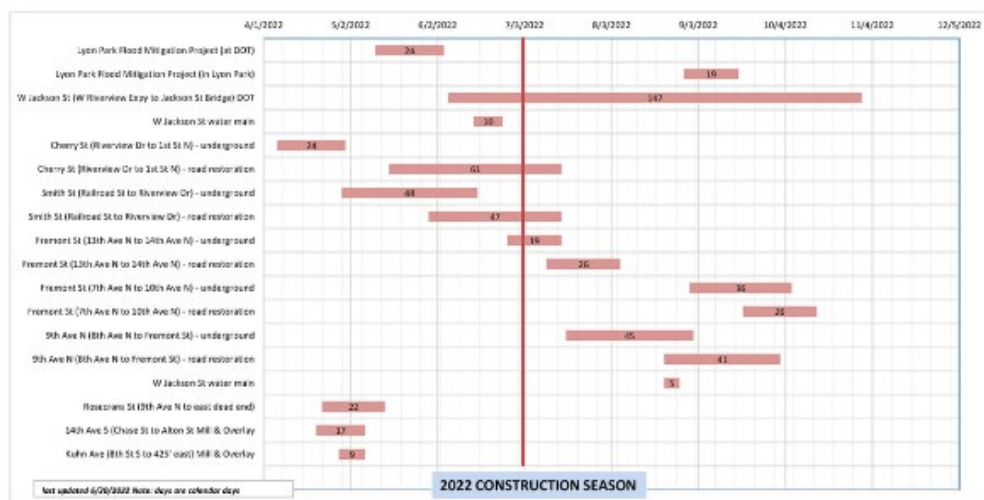 4/1/2022 5/2/2022 6/2/2022 7/3/2022 8/3/2022 9/3/2022 10/4/2022 11/4/2022 12/5/2022
Lyon Park Flood Mitigation Project (at DOT) 24
Lyon Park Flood Mitigation Project (in Lyon Park) 19
W Jackson St (W Riverview Expy to Jackson St Bridge) DOT 147
W Jackson St water main 10
Cherry St (Riverview Dr to 1st St N) - underground 24
Cherry St (Riverview Dr to 1st St N) - road restoration 61
Smith St (Railroad St to Riverview Dr) - underground 48
Smith St (Railroad St to Riverview Dr) - road restoration 47
Fremont St (13th Ave N to 14th Ave N) - underground 19
Fremont St (13th Ave N to 14th Ave N) - road restoration 26
Fremont St (7th Ave N to 10th Ave N) - underground 36
Fremont St (7th Ave N to 10th Ave N) - road restoration 26
9th Ave N (8th Ave N to Fremont St) - underground 45
9th Ave N (8th Ave N to Fremont St) - road restoration 41
W Jackson St water main 5
Rosecrans St (9th Ave N to east dead end) 22
14th Ave S (Chase St to Alton St Mill & Overlay 17
Kuhn Ave (8th St S to 425' east) Mill & Overlay 9
last updated 6/20/2022 Note: days are calendar days
2022 CONSTRUCTION SEASON